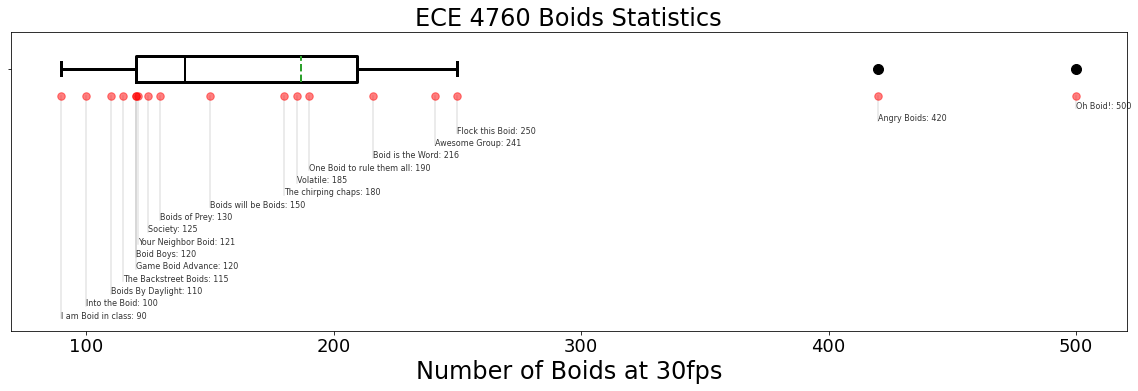 ECE 4760 Boids Statistics
Oh Boid!: 500
Angry Boids: 420
Flock this Boid: 250
Awesome Group: 241
Boid is the Word: 216
One Boid to rule them all: 190
Volatile: 185
The chirping chaps: 180
Boids will be Boids: 150
Boids of Prey: 130
Society: 125
Your Neighbor Boid: 121
Boid Boys: 120
Game Boid Advance: 120
The Backstreet Boids: 115
Boids By Daylight: 110
Into the Boid: 100
I am Boid in class: 90
100 200 300 400 500
Number of Boids at 30fps